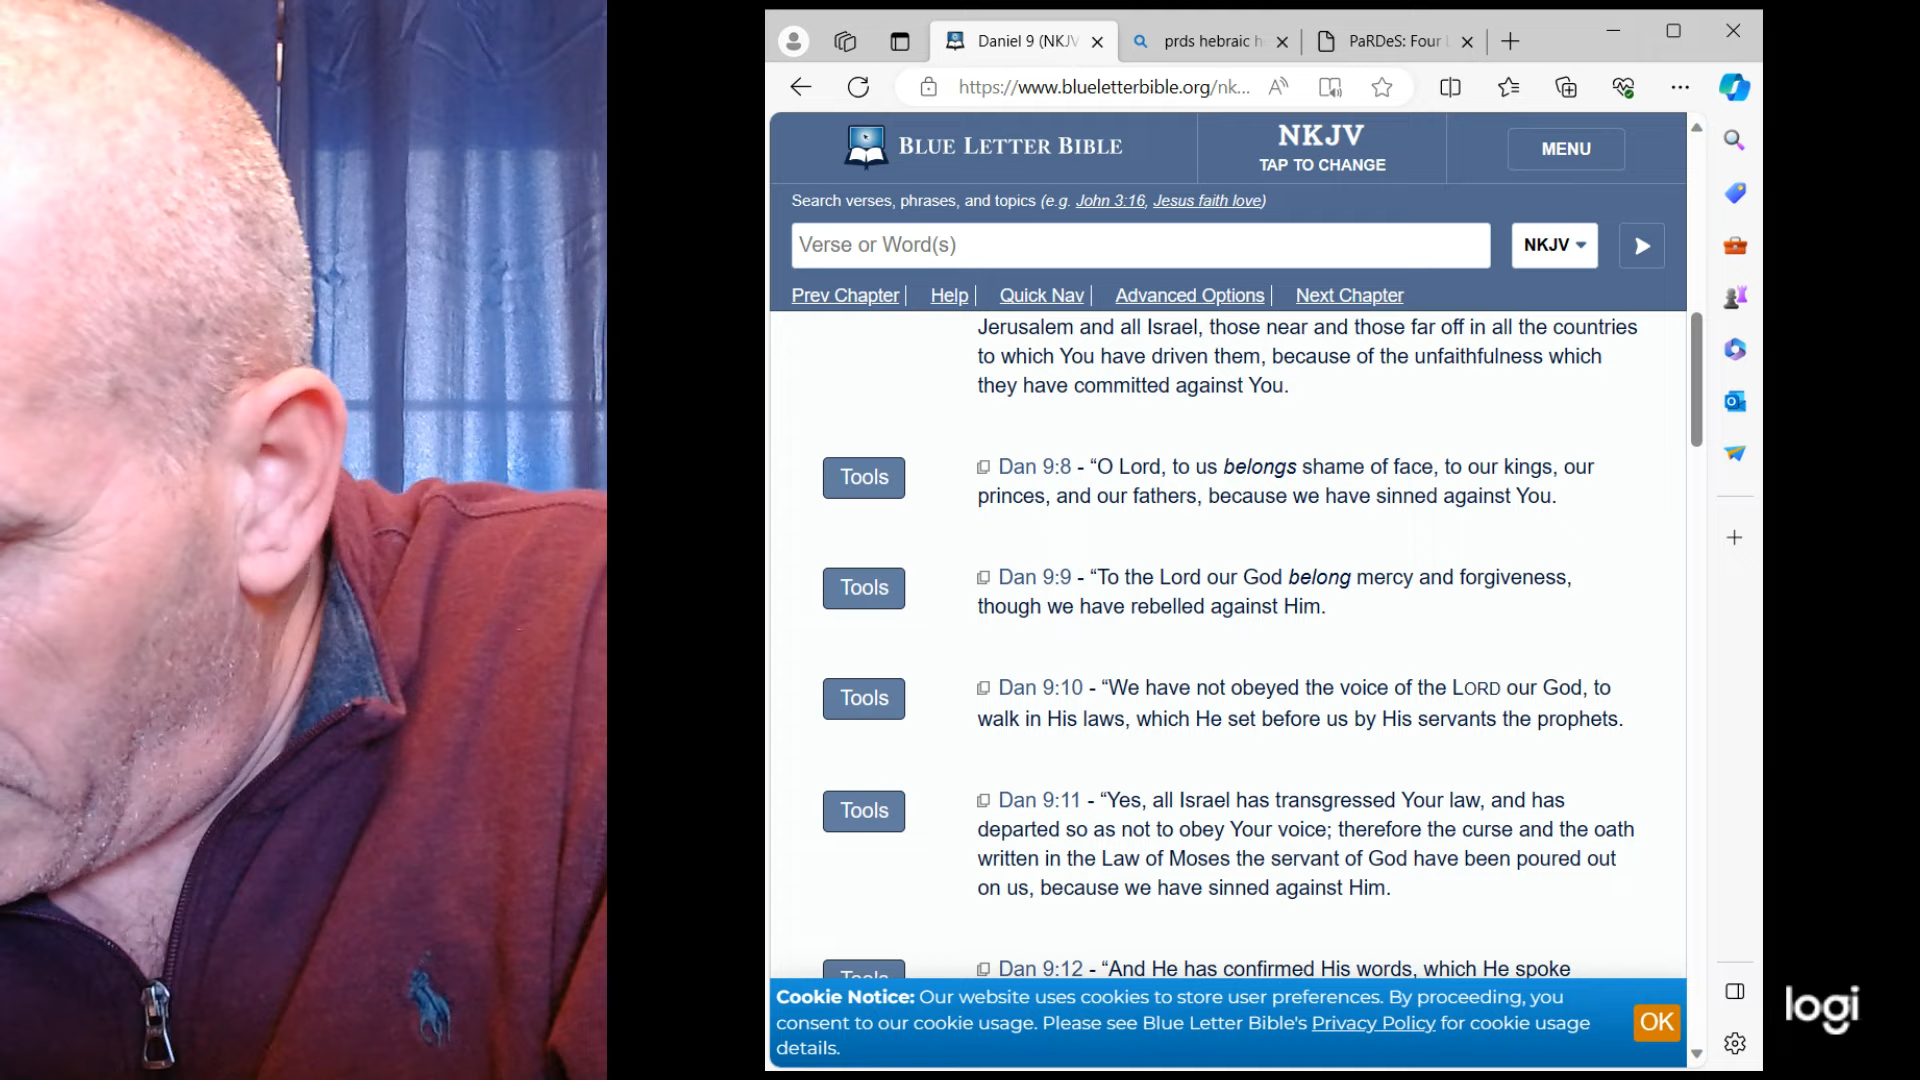 Daniel 9 (NKJV
prds hebraic h
PaRDeS: Four
https://www.blueletterbible.org/nk...
BLUE LETTER BIBLE
NKJV
TAP TO CHANGE
MENU
Search verses, phrases, and topics (e.g. John 3:16, Jesus faith love)
Verse or Word(s)
NKJV
Prev Chapter
Help
Quick Nav
Advanced Options
Next Chapter
Jerusalem and all Israel, those near and those far off in all the countries
to which You have driven them, because of the unfaithfulness which
they have committed against You.
Tools
Dan 9:8 - “O Lord, to us belongs shame of face, to our kings, our
princes, and our fathers, because we have sinned against You.
Tools
Dan 9:9 - “To the Lord our God belong mercy and forgiveness,
though we have rebelled against Him.
Tools
Dan 9:10 - “We have not obeyed the voice of the LORD our God, to
walk in His laws, which He set before us by His servants the prophets.
Tools
Dan 9:11 - “Yes, all Israel has transgressed Your law, and has
departed so as not to obey Your voice; therefore the curse and the oath
written in the Law of Moses the servant of God have been poured out
on us, because we have sinned against Him.
Tools
Dan 9:12 - “And He has confirmed His words, which He spoke
Cookie Notice: Our website uses cookies to store user preferences. By proceeding, you
consent to our cookie usage. Please see Blue Letter Bible's Privacy Policy for cookie usage
details.
OK
logi